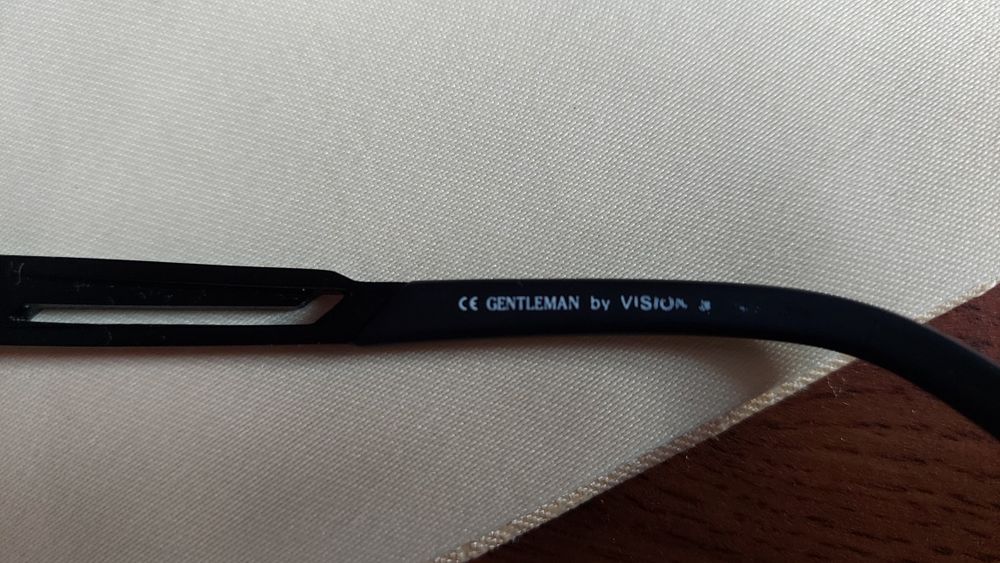 CE GENTLEMAN by VISION